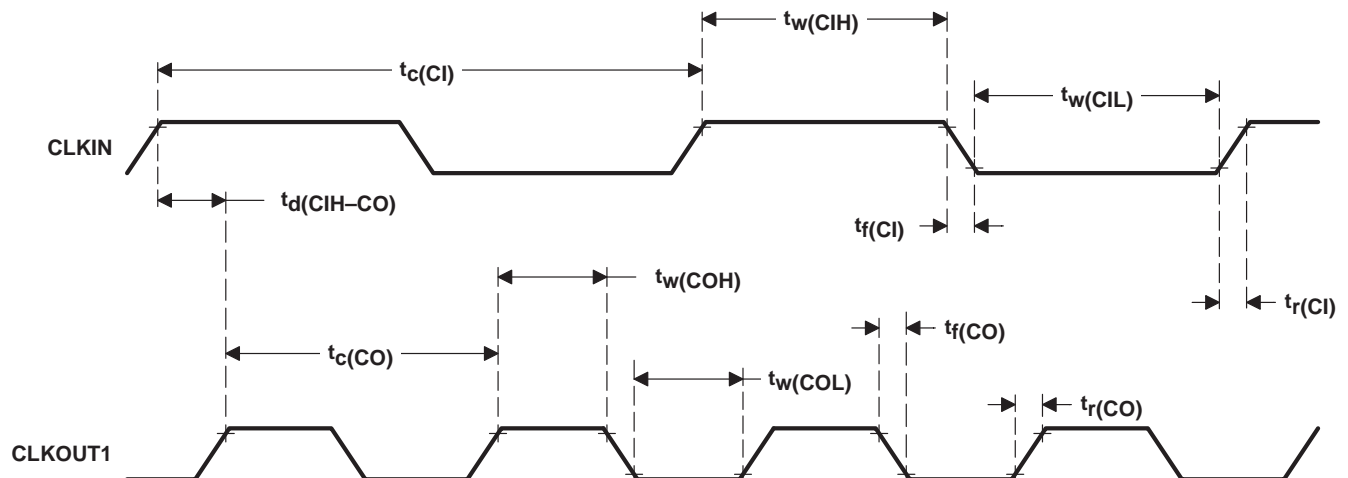 tw(CIH)
tc(CI)
tw(CIL)
CLKIN
td(CIH–CO)
tf(CI)
tw(COH)
tr(CI)
tf(CO)
tc(CO)
tw(COL)
tr(CO)
CLKOUT1